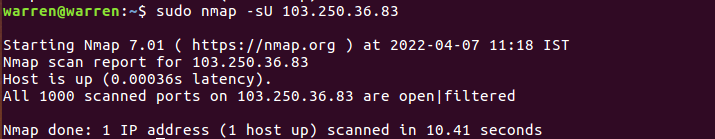 warren@warren:~$ sudo nmap -sU 103.250.36.83
Starting Nmap 7.01 ( https://nmap.org ) at 2022-04-07 11:18 IST
Nmap scan report for 103.250.36.83
Host is up (0.00036s latency).
All 1000 scanned ports on 103.250.36.83 are open|filtered
Nmap done: 1 IP address (1 host up) scanned in 10.41 seconds